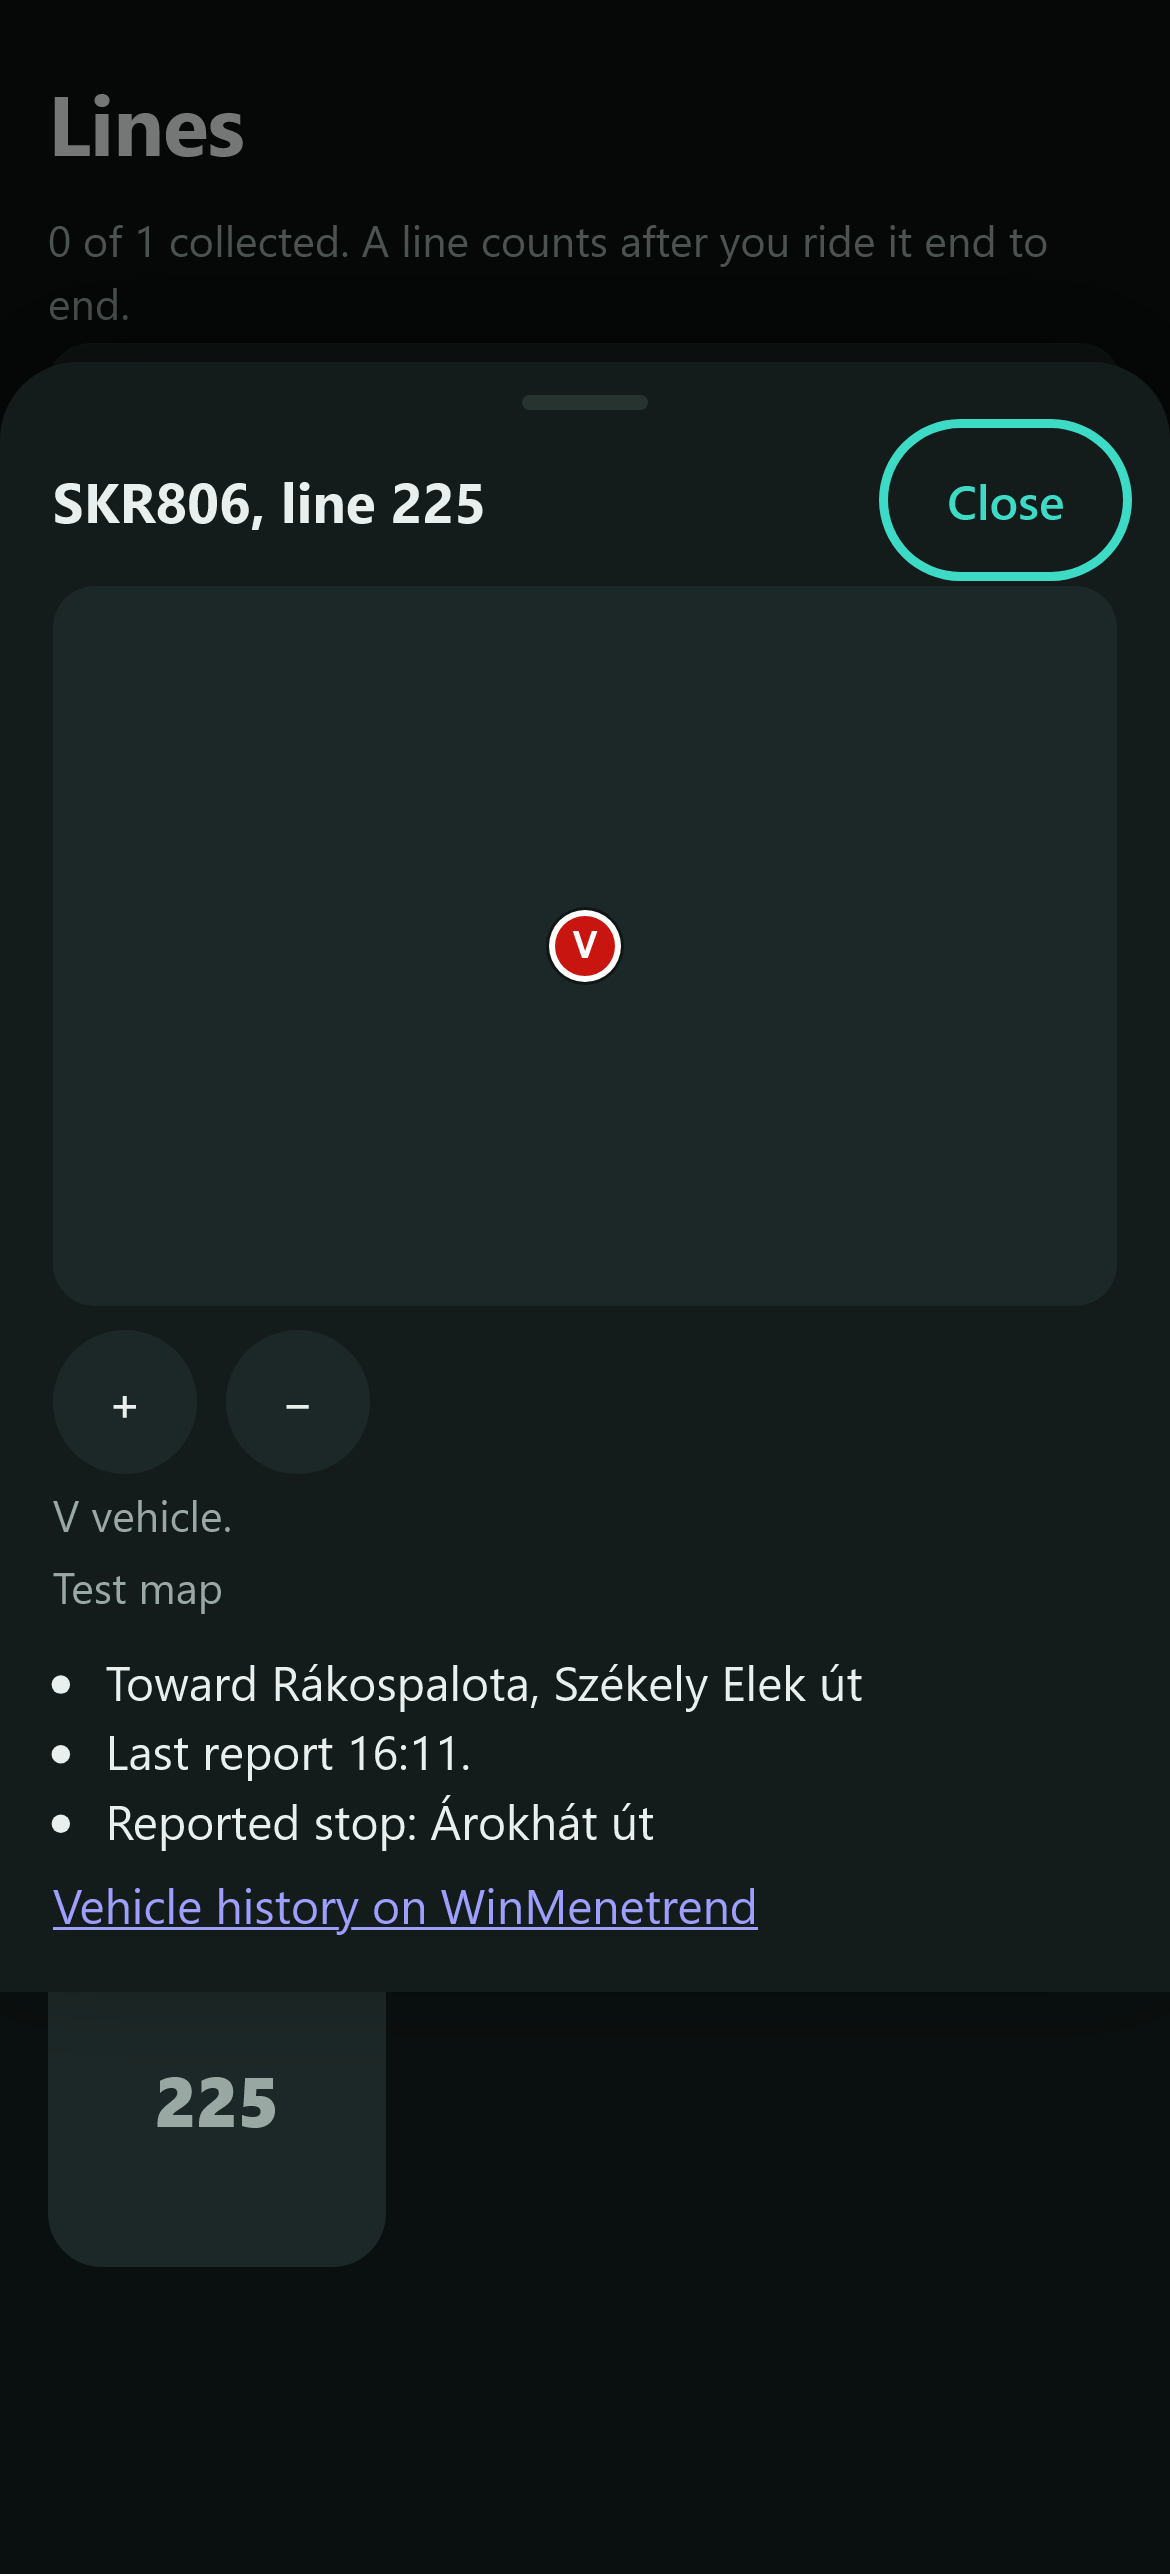 Lines
0 of 1 collected. A line counts after you ride it end to
end.
SKR806, line 225
Close
V
+
−
V vehicle.
Test map
• Toward Rákospalota, Székely Elek út
• Last report 16:11.
• Reported stop: Árokhát út
Vehicle history on WinMenetrend
225